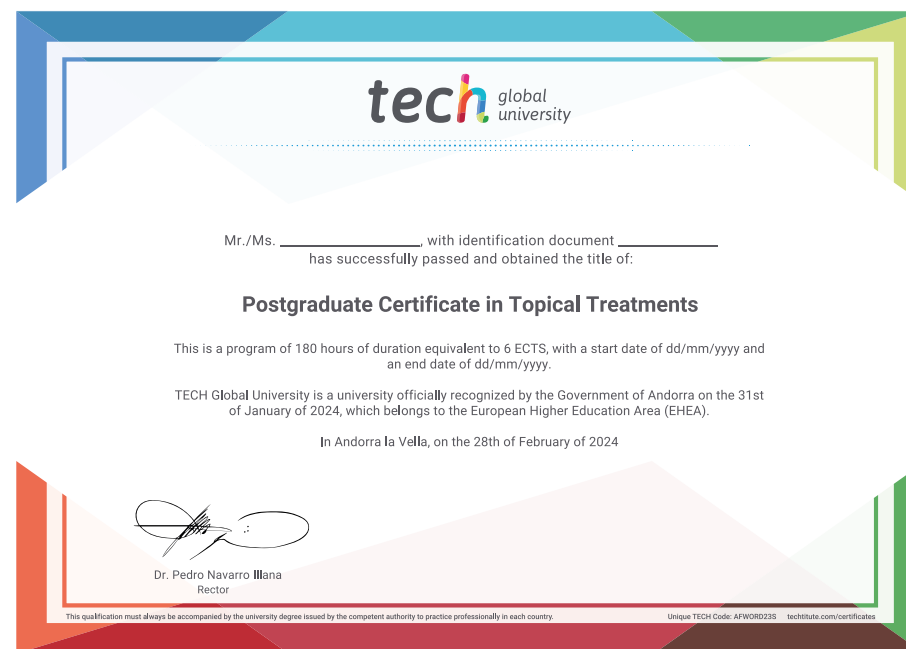 tech global
university
Mr./Ms. ____________________, with identification document ______________
has successfully passed and obtained the title of:
Postgraduate Certificate in Topical Treatments
This is a program of 180 hours of duration equivalent to 6 ECTS, with a start date of dd/mm/yyyy and
an end date of dd/mm/yyyy.
TECH Global University is a university officially recognized by the Government of Andorra on the 31st
of January of 2024, which belongs to the European Higher Education Area (EHEA).
In Andorra la Vella, on the 28th of February of 2024
Dr. Pedro Navarro Illana
Rector
This qualification must always be accompanied by the university degree issued by the competent authority to practice professionally in each country.
Unique TECH Code: AFWORD23S techtitute.com/certificates